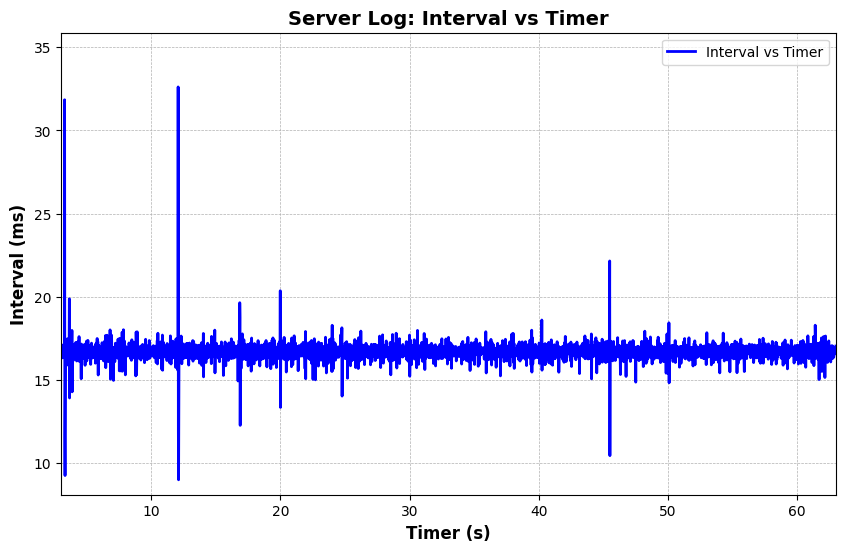 Server Log: Interval vs Timer
Interval vs Timer
35
30
25
20
15
10
Interval (ms)
10 20 30 40 50 60
Timer (s)